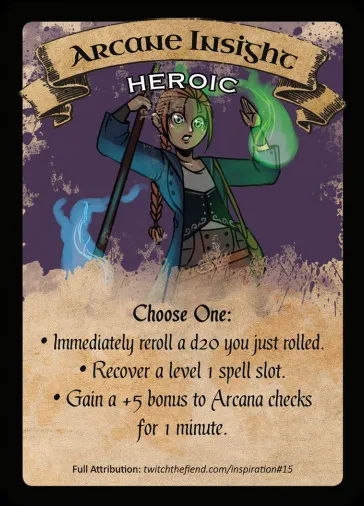 Arcane Insight
HEROIC
Choose One:
• Immediately reroll a d20 you just rolled.
• Recover a level 1 spell slot.
• Gain a +5 bonus to Arcana checks
for 1 minute.
Full Attribution: twitchthefiend.com/inspiration#15